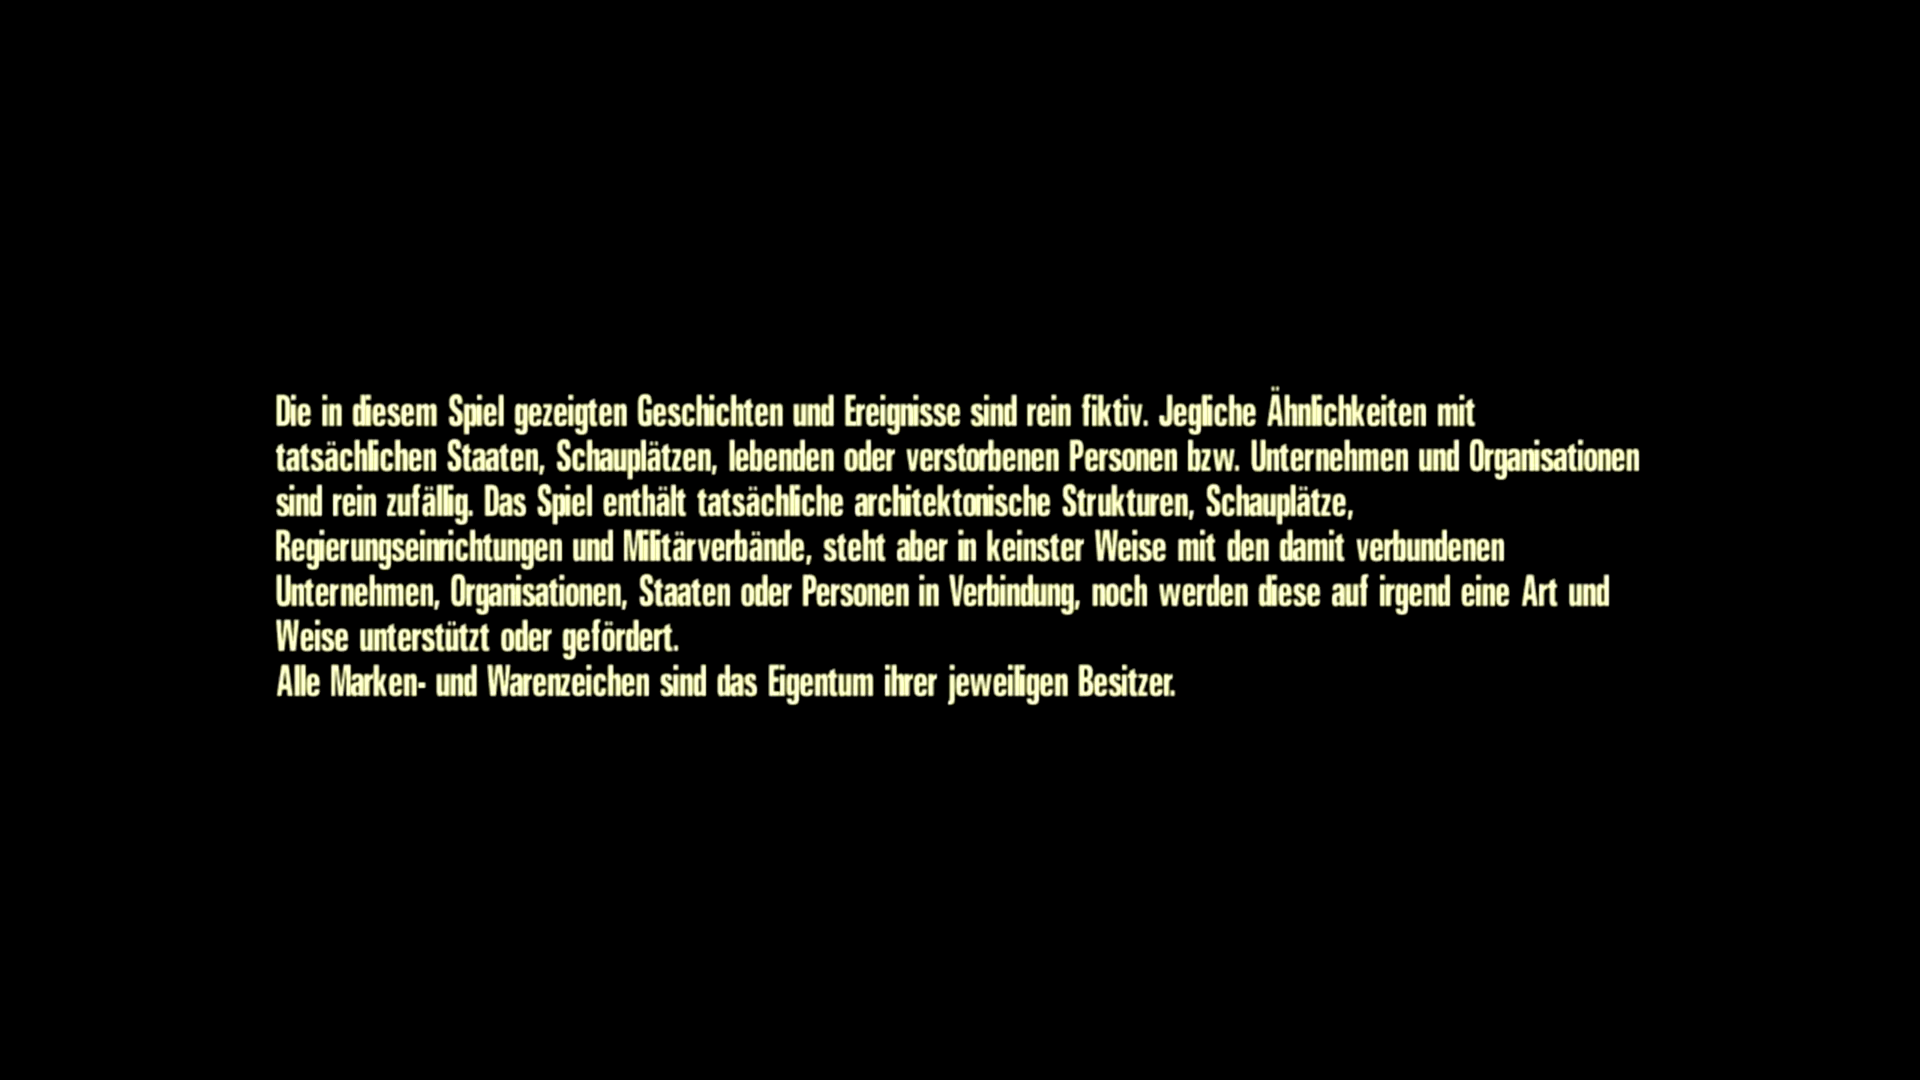 Die in diesem Spiel gezeigten Geschichten und Ereignisse sind rein fiktiv. Jegliche Ähnlichkeiten mit
tatsächlichen Staaten, Schauplätzen, lebenden oder verstorbenen Personen bzw. Unternehmen und Organisationen
sind rein zufällig. Das Spiel enthält tatsächliche architektonische Strukturen, Schauplätze,
Regierungseinrichtungen und Militärverbände, steht aber in keinster Weise mit den damit verbundenen
Unternehmen, Organisationen, Staaten oder Personen in Verbindung, noch werden diese auf irgend eine Art und
Weise unterstützt oder gefördert.
Alle Marken- und Warenzeichen sind das Eigentum ihrer jeweiligen Besitzer.